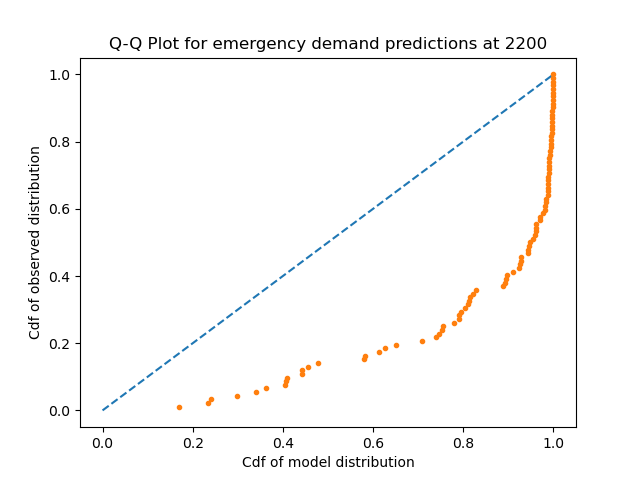 Q-Q Plot for emergency demand predictions at 2200
1.0
0.8
0.6
0.4
0.2
0.0
Cdf of observed distribution
0.0 0.2 0.4 0.6 0.8 1.0
Cdf of model distribution